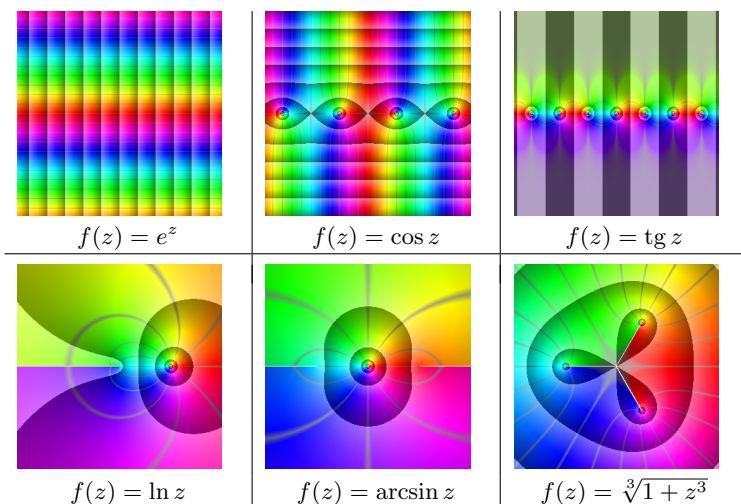 f(z) = e^z
f(z) = cos z
f(z) = tg z
f(z) = ln z
f(z) = arcsin z
f(z) = ∛(1 + z³)